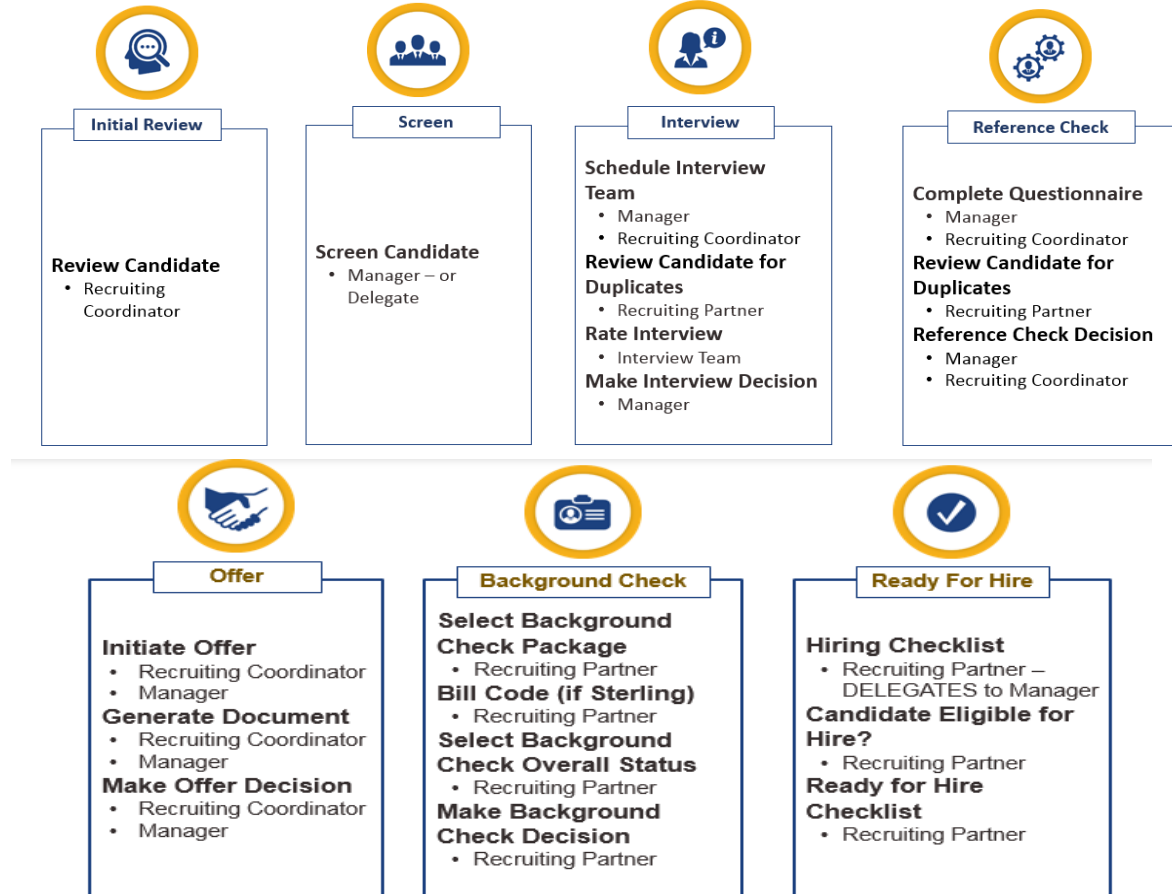 Initial Review
Review Candidate
• Recruiting
Coordinator
Screen
Screen Candidate
• Manager – or
Delegate
Interview
Schedule Interview
Team
• Manager
• Recruiting Coordinator
Review Candidate for
Duplicates
• Recruiting Partner
Rate Interview
• Interview Team
Make Interview Decision
• Manager
Reference Check
Complete Questionnaire
• Manager
• Recruiting Coordinator
Review Candidate for
Duplicates
• Recruiting Partner
Reference Check Decision
• Manager
• Recruiting Coordinator
Offer
Initiate Offer
• Recruiting Coordinator
• Manager
Generate Document
• Recruiting Coordinator
• Manager
Make Offer Decision
• Recruiting Coordinator
• Manager
Background Check
Select Background
Check Package
• Recruiting Partner
Bill Code (if Sterling)
• Recruiting Partner
Select Background
Check Overall Status
• Recruiting Partner
Make Background
Check Decision
• Recruiting Partner
Ready For Hire
Hiring Checklist
• Recruiting Partner –
DELEGATES to Manager
Candidate Eligible for
Hire?
• Recruiting Partner
Ready for Hire
Checklist
• Recruiting Partner